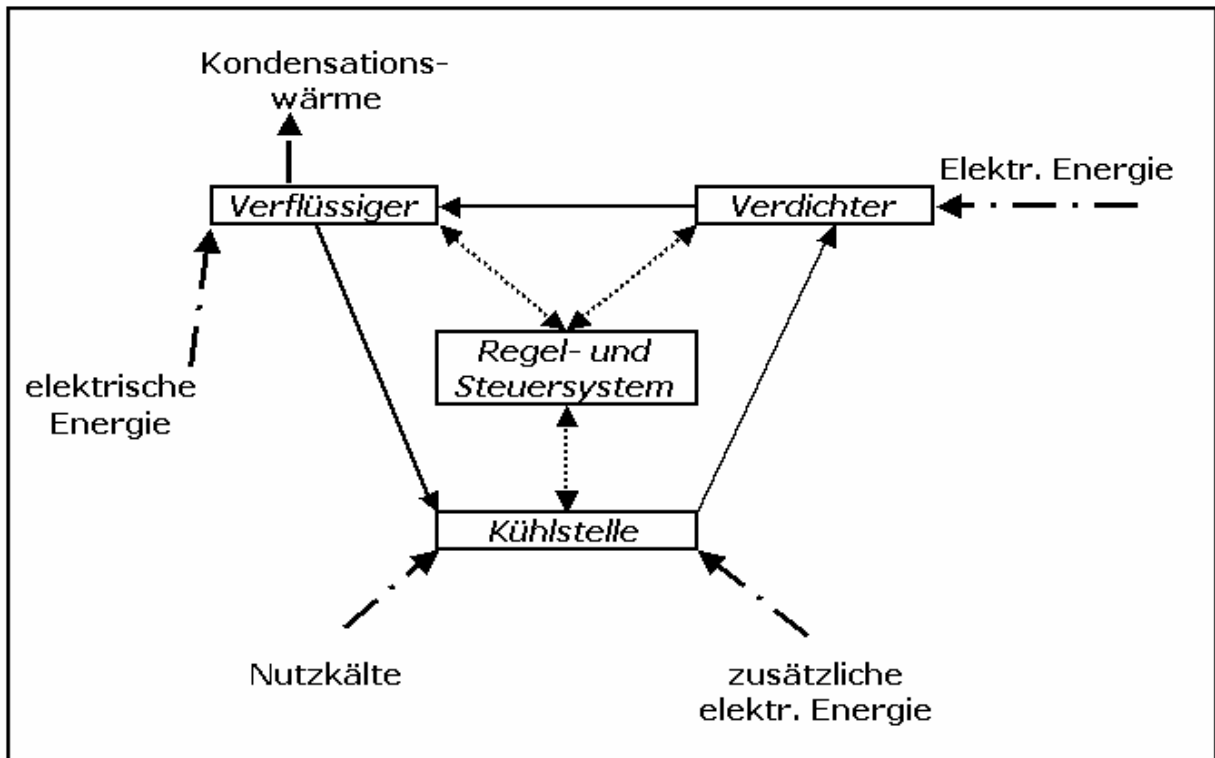 Kondensations-
wärme
Elektr. Energie
Verflüssiger
Verdichter
Regel- und
Steuersystem
elektrische
Energie
Kühlstelle
Nutzkälte
zusätzliche
elektr. Energie